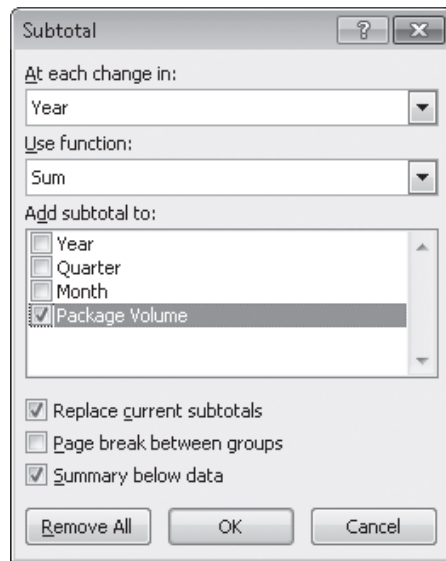 Subtotal
At each change in:
Year
Use function:
Sum
Add subtotal to:
Year
Quarter
Month
Package Volume
Replace current subtotals
Page break between groups
Summary below data
Remove All OK Cancel